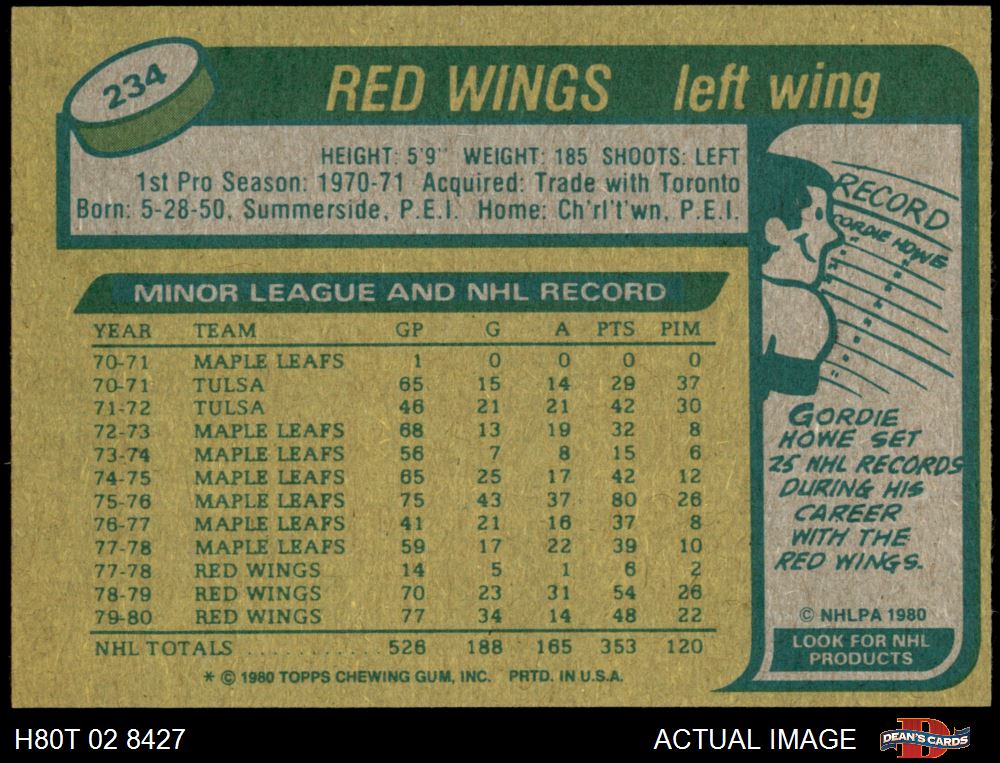 234
RED WINGS left wing
HEIGHT: 5'9" WEIGHT: 185 SHOOTS: LEFT
1st Pro Season: 1970-71 Acquired: Trade with Toronto
Born: 5-28-50, Summerside, P.E.I. Home: Ch'rl't'wn, P.E.I.
MINOR LEAGUE AND NHL RECORD
YEAR TEAM GP G A PTS PIM
70-71 MAPLE LEAFS 1 0 0 0 0
70-71 TULSA 65 15 14 29 37
71-72 TULSA 46 21 21 42 30
72-73 MAPLE LEAFS 68 13 19 32 8
73-74 MAPLE LEAFS 56 7 8 15 6
74-75 MAPLE LEAFS 65 25 17 42 12
75-76 MAPLE LEAFS 75 43 37 80 26
76-77 MAPLE LEAFS 41 21 16 37 8
77-78 MAPLE LEAFS 59 17 22 39 10
77-78 RED WINGS 14 5 1 6 2
78-79 RED WINGS 70 23 31 54 26
79-80 RED WINGS 77 34 14 48 22
NHL TOTALS ............ 526 188 165 353 120
* © 1980 TOPPS CHEWING GUM, INC. PRTD. IN U.S.A.
RECORD
GORDIE HOWE
GORDIE
HOWE SET
25 NHL RECORDS
DURING HIS
CAREER
WITH THE
RED WINGS.
© NHLPA 1980
LOOK FOR NHL
PRODUCTS
H80T 02 8427
ACTUAL IMAGE
D
DEAN'S CARDS